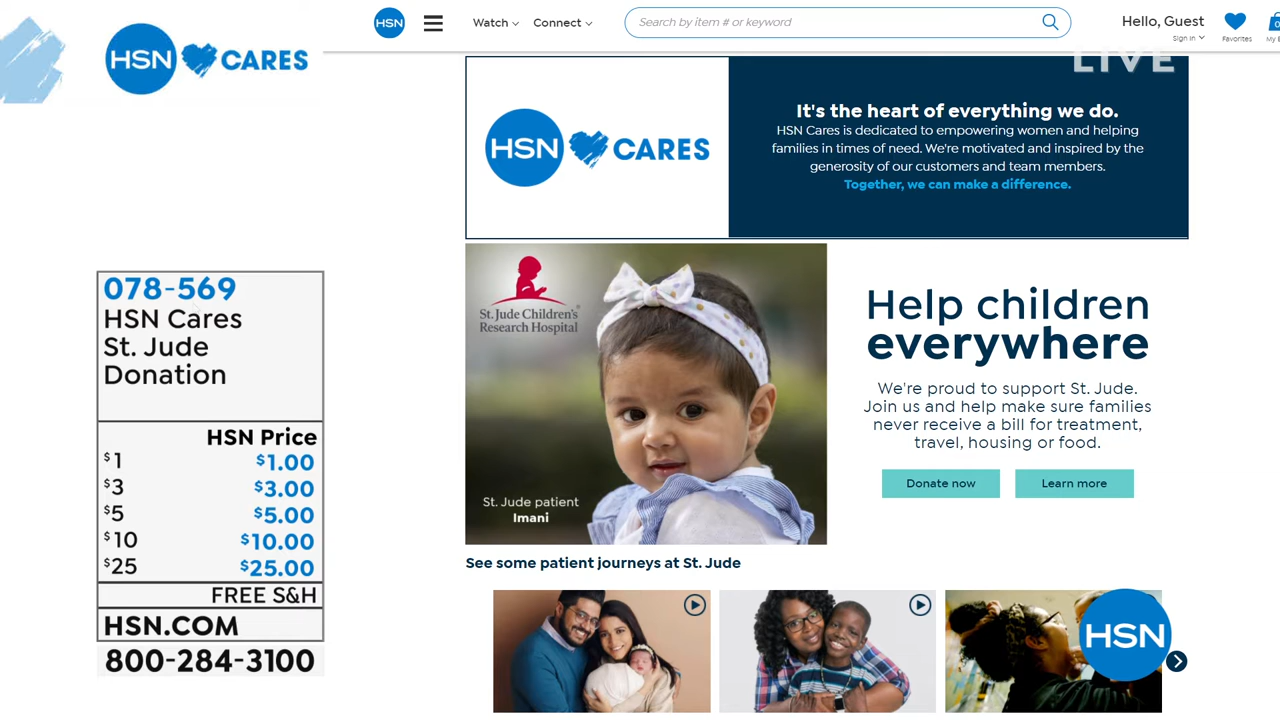 HSN CARES
HSN
Watch
Connect
Search by item # or keyword
Hello, Guest
Sign In
Favorites
0
LIVE
HSN CARES
It's the heart of everything we do.
HSN Cares is dedicated to empowering women and helping
families in times of need. We're motivated and inspired by the
generosity of our customers and team members.
Together, we can make a difference.
078-569
HSN Cares
St. Jude
Donation
HSN Price
$1 $1.00
$3 $3.00
$5 $5.00
$10 $10.00
$25 $25.00
FREE S&H
HSN.COM
800-284-3100
St. Jude Children's
Research Hospital
St. Jude patient
Imani
Help children
everywhere
We're proud to support St. Jude.
Join us and help make sure families
never receive a bill for treatment,
travel, housing or food.
Donate now
Learn more
See some patient journeys at St. Jude
HSN